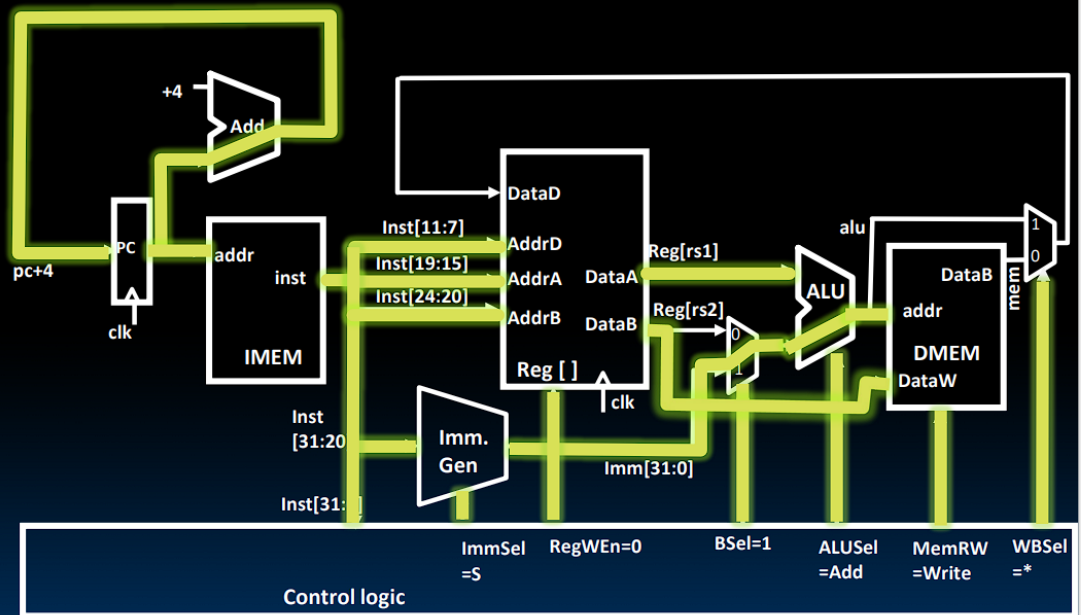 +4
Add
DataD
Inst[11:7]
alu
1
PC
addr
AddrD
Reg[rs1]
0
pc+4
inst
Inst[19:15]
AddrA
DataA
ALU
DataB
mem
Inst[24:20]
AddrB
DataB
Reg[rs2]
addr
clk
0
IMEM
DMEM
Reg [ ]
1
DataW
clk
Inst
[31:20
Imm.
Gen
Imm[31:0]
Inst[31:
ImmSel
=S
RegWEn=0
BSel=1
ALUSel
=Add
MemRW
=Write
WBSel
=*
Control logic